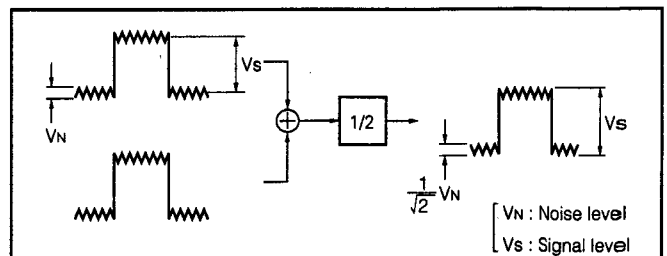 Vs
VN
1/2
Vs
1/√2 VN
VN : Noise level
Vs : Signal level